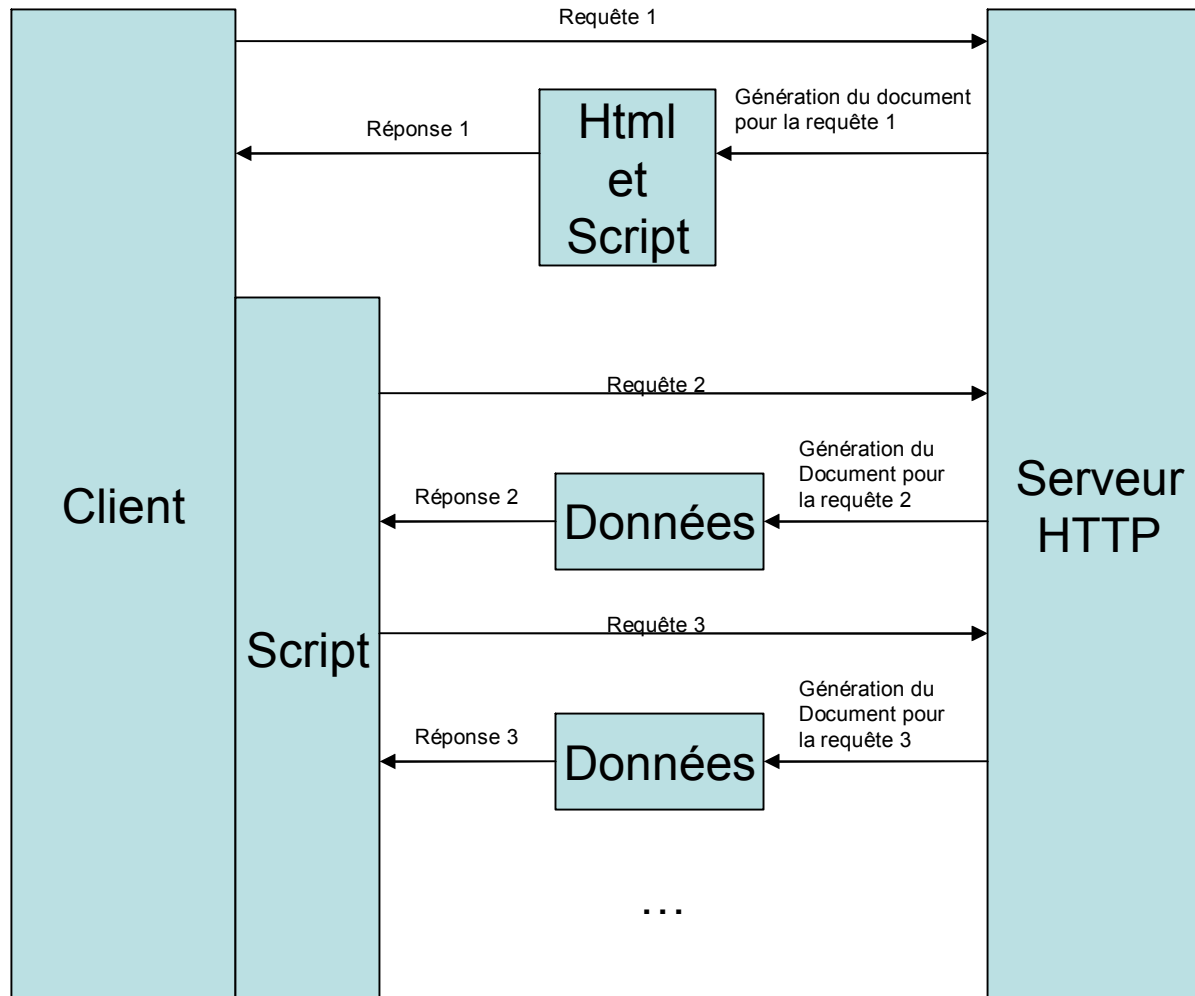 Requête 1
Génération du document
pour la requête 1
Html
et
Script
Réponse 1
Requête 2
Génération du
Document pour
la requête 2
Réponse 2
Données
Client
Serveur
HTTP
Requête 3
Script
Génération du
Document pour
la requête 3
Réponse 3
Données
...